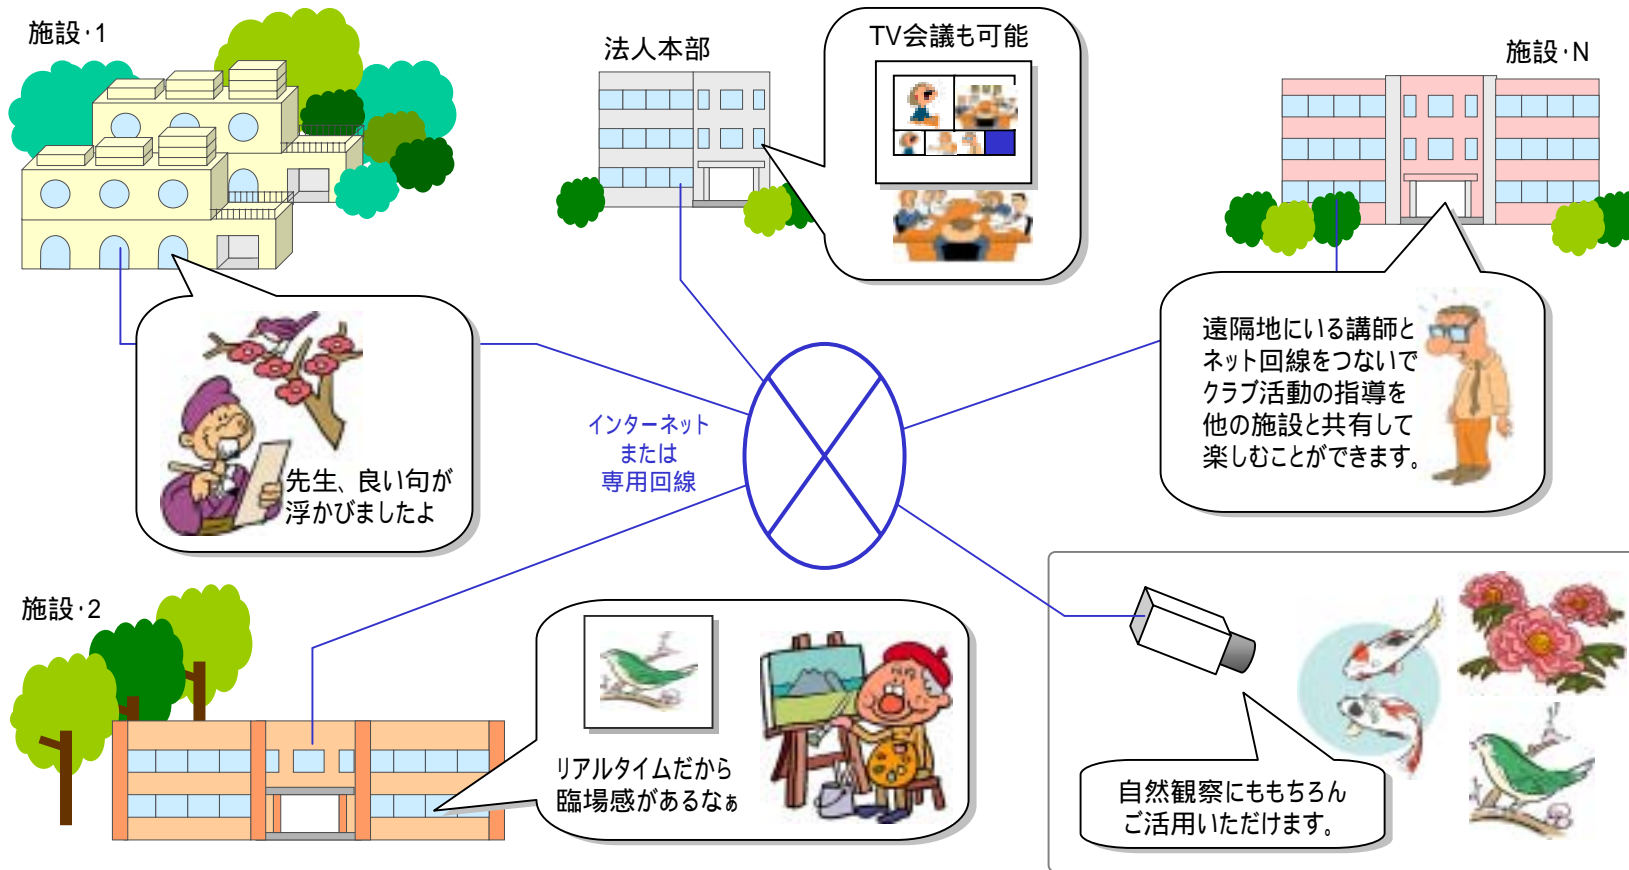 施設・1
法人本部
TV会議も可能
施設・N
先生、良い句が
浮かびましたよ
インターネット
または
専用回線
遠隔地にいる講師と
ネット回線をつないで
クラブ活動の指導を
他の施設と共有して
楽しむことができます。
施設・2
リアルタイムだから
臨場感があるなぁ
自然観察にももちろん
ご活用いただけます。